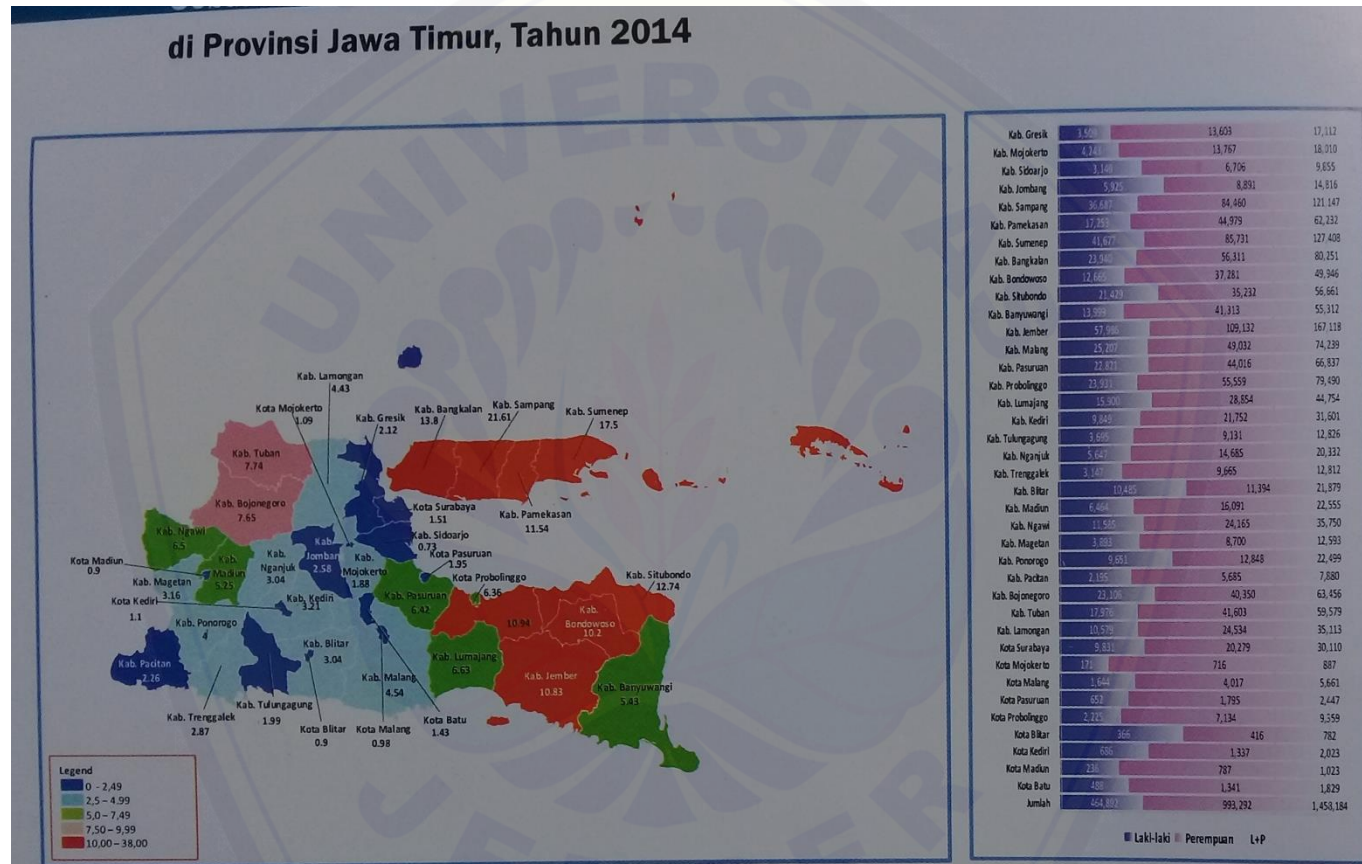 di Provinsi Jawa Timur, Tahun 2014
UNIVERSITAS
Kab. Lamongan
4.43
Kota Mojokerto
1.09
Kab. Gresik
2.12
Kab. Bangkalan
13.8
Kab. Sampang
21.61
Kab. Sumenep
17.5
Kab. Tuban
7.74
Kab. Bojonegoro
7.65
Kota Surabaya
1.51
Kab. Pamekasan
11.54
Kab. Sidoarjo
0.73
Kab. Ngawi
6.5
Kab. Jomban
2.58
Kota Pasuruan
1.95
Kota Madiun
0.9
Kab. Madiun
5.25
Kab. Nganjuk
3.04
Kab. Mojokerto
1.88
Kota Probolinggo
6.36
Kab. Situbondo
12.74
Kab. Magetan
3.16
Kab. Kediri
3.21
Kab. Pasuruan
6.42
Kota Kediri
1.1
Kab. Ponorogo
4
10.94
Kab. Bondowoso
10.2
Kab. Pacitan
2.26
Kab. Blitar
3.04
Kab. Lumajang
6.63
Kab. Malang
4.54
Kab. Jember
10.83
Kab. Banyuwangi
5.43
Kab. Trenggalek
2.87
Kab. Tulungagung
1.99
Kota Blitar
0.9
Kota Malang
0.98
Kota Batu
1.43
Legend
0 - 2,49
2,5 – 4.99
5,0 – 7,49
7,50 – 9,99
10,00 – 38,00
Kab. Gresik 3,509 13,603 17,112
Kab. Mojokerto 4,243 13,767 18,010
Kab. Sidoarjo 6,706
Kab. Jombang 5,925 8,891 14,816
Kab. Sampang 36,687 84,460 121,147
Kab. Pamekasan 17,253 44,979 62,232
Kab. Sumenep 41,677 85,731 127,408
Kab. Bangkalan 23,940 56,311 80,251
Kab. Bondowoso 12,665 37,281 49,946
Kab. Situbondo 21,429 35,232 56,661
Kab. Banyuwangi 13,999 41,313 55,312
Kab. Jember 57,986 109,132 167,118
Kab. Malang 25,207 49,032 74,239
Kab. Pasuruan 22,821 44,016 66,837
Kab. Probolinggo 23,931 55,559 79,490
Kab. Lumajang 15,900 28,854 44,754
Kab. Kediri 9,849 21,752 31,601
Kab. Tulungagung 3,695 9,131 12,826
Kab. Nganjuk 5,647 14,685 20,332
Kab. Trenggalek 3,147 9,665 12,812
Kab. Blitar 10,485 11,394 21,879
Kab. Madiun 6,464 16,091 22,555
Kab. Ngawi 11,585 24,165 35,750
Kab. Magetan 3,893 8,700 12,593
Kab. Ponorogo 9,651 12,848 22,499
Kab. Pacitan 2,195 5,685 7,880
Kab. Bojonegoro 23,106 40,350 63,456
Kab. Tuban 17,976 41,603 59,579
Kab. Lamongan 10,579 24,534 35,113
Kota Surabaya 9,831 20,279 30,110
Kota Mojokerto 171 716 887
Kota Malang 1,644 4,017 5,661
Kota Pasuruan 652 1,795 2,447
Kota Probolinggo 2,225 7,134 9,359
Kota Blitar 366 416 782
Kota Kediri 686 1,337 2,023
Kota Madiun 236 787 1,023
Kota Batu 488 1,341 1,829
Jumlah 464,892 993,292 1,458,184
Laki-laki Perempuan L+P